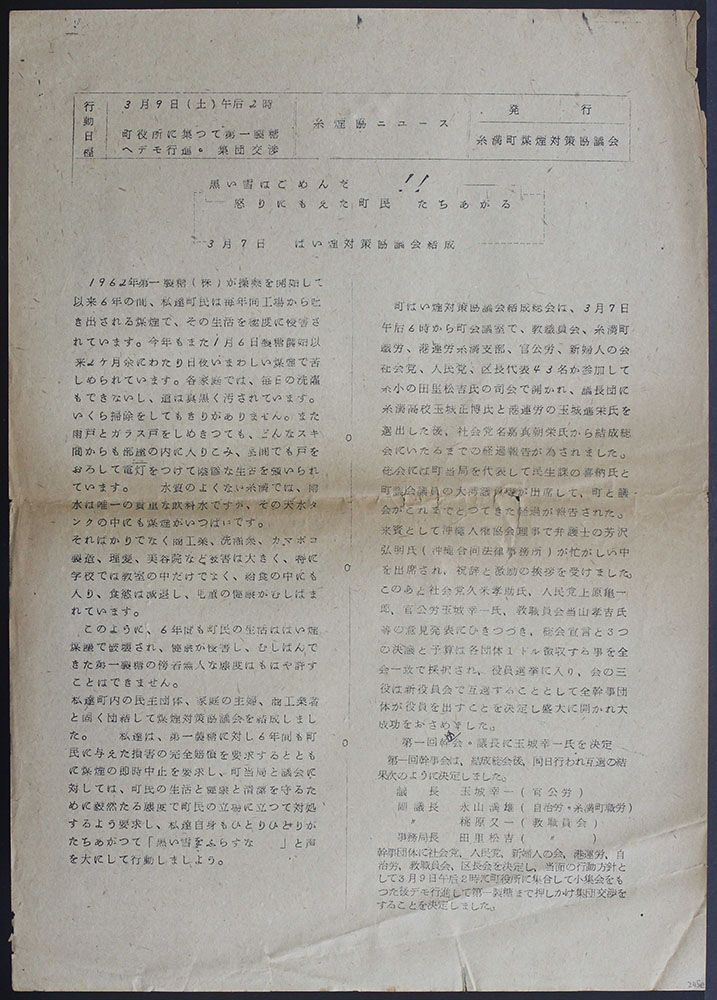 行動日程
3月9日(土)午后2時
町役所に集つて第一製糖
へデモ行進。集団交渉
糸煙協ニュース
発行
糸満町煤煙対策協議会
黒い雪はごめんだ !!
怒りにもえた町民 たちあがる
3月7日 ばい煙対策協議会結成
1962年第一製糖(株)が操業を開始して
以来6年の間、私達町民は毎年同工場から吐
き出される煤煙で、その生活を極度に侵害さ
れています。今年もまた1月6日製糖開始以
来2ケ月余にわたり日夜いまわしい煤煙で苦
しめられています。各家庭では、毎日の洗濯
もできないし、道は真黒く汚されています。
いくら掃除をしてもきりがありません。また
雨戸とガラス戸をしめきつても、どんなスキ
間からも部屋の内に入りこみ、昼間でも戸を
おろして電灯をつけて陰鬱な生活を強いられ
ています。 水質のよくない糸満では、雨
水は唯一の貴重な飲料水ですが、その天水タ
ンクの中にも煤煙がいつぱいです。
そればかりでなく商工業、洗濯業、カマボコ
製造、理髪、美容院など被害は大きく、特に
学校では教室の中だけでなく、給食の中にも
入り、食慾は減退し、児童の健康がむしばま
れています。
このように、6年間も町民の生活はばい煙
煤煙で破壊され、健康が侵害し、むしばんで
きた第一製糖の傍若無人な態度はもはや許す
ことはできません。
私達町内の民主団体、家庭の主婦、商工業者
と固く団結して煤煙対策協議会を結成しまし
た。 私達は、第一製糖に対し6年間も町
民に与えた損害の完全賠償を要求するととも
に煤煙の即時中止を要求し、町当局と議会に
対しては、町民の生活と健康と清潔を守るた
めに毅然たる態度で町民の立場に立つて対処
するよう要求し、私達自身もひとりひとりが
たちあがつて「黒い雪をふらすな 」と声
を大にして行動しましよう。
町ばい煙対策協議会結成総会は、3月7日
午后6時から町会議室で、教職員会、糸満町
職労、港運労糸満支部、官公労、新婦人の会
社会党、人民党、区長代表43名が参加して
糸小の田里松吉氏の司会で開かれ、議長団に
糸満高校玉城正博氏と港運労の玉城進栄氏を
選出した後、社会党名嘉真朝栄氏から結成総
会にいたるまでの経過報告が為されました。
総会には町当局を代表して民生課の喜納氏と
町議会議員の大湾議員等が出席して、町と議
会がこれまでとつてきた経過が報告された。
来賓として沖縄人権協会理事で弁護士の芳沢
弘明氏(沖縄合同法律事務所)が忙がしい中
を出席され、祝辞と激励の挨拶を受けました。
このあと社会党久米孝助氏、人民党上原亀一
郎、官公労玉城幸一氏、教職員会当山孝吉氏
等の意見発表にひきつづき、総会宣言と3つ
の決議と予算は各団体1ドル徴収する事を全
会一致で採択され、役員選挙に入り、会の三
役は新役員会で互選することとして全幹事団
体が役員を出すことを決定し盛大に開かれ大
成功をおさめました。
第一回幹会・議長に玉城幸一氏を決定
第一回幹事会は、結成総会後、同日行われ互選の結
果次のように決定しました。
議長 玉城幸一(官公労)
副議長 永山満雄(自治労・糸満町職労)
〃 桃原又一(教職員会)
事務局長 田里松吉( 〃 )
幹事団体に社会党、人民党、新婦人の会、港運労、自
治労、教職員会、区長会を決定し、当面の行動方針と
して3月9日午后2時に町役所に集合して小集会をも
つた後デモ行進して第一製糖まで押しかけ集団交渉を
することを決定しました。